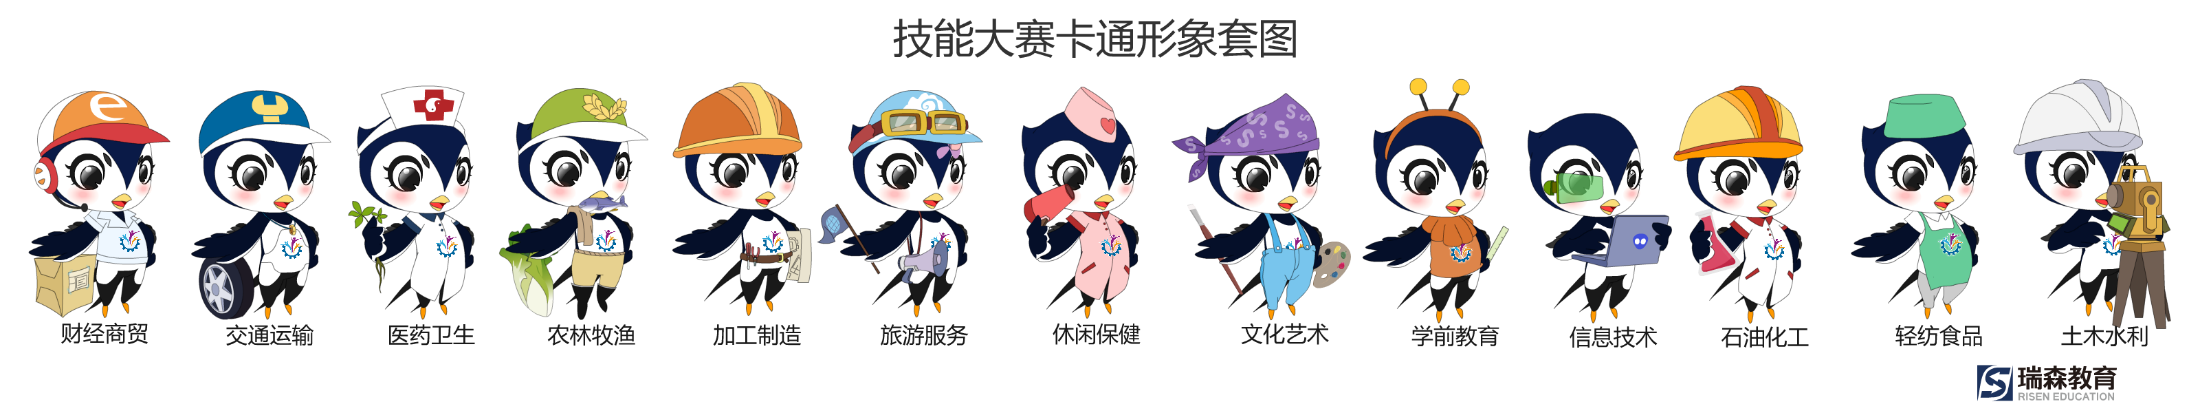 技能大赛卡通形象套图
e
财经商贸
交通运输
医药卫生
农林牧渔
加工制造
旅游服务
休闲保健
文化艺术
学前教育
信息技术
石油化工
轻纺食品
土木水利
瑞森教育
RISEN EDUCATION